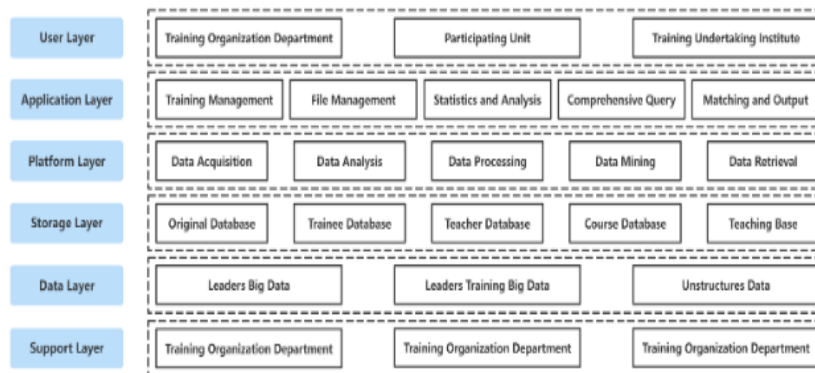 User Layer
Training Organization Department
Participating Unit
Training Undertaking Institute
Application Layer
Training Management
File Management
Statistics and Analysis
Comprehensive Query
Matching and Output
Platform Layer
Data Acquisition
Data Analysis
Data Processing
Data Mining
Data Retrieval
Storage Layer
Original Database
Trainee Database
Teacher Database
Course Database
Teaching Base
Data Layer
Leaders Big Data
Leaders Training Big Data
Unstructures Data
Support Layer
Training Organization Department
Training Organization Department
Training Organization Department